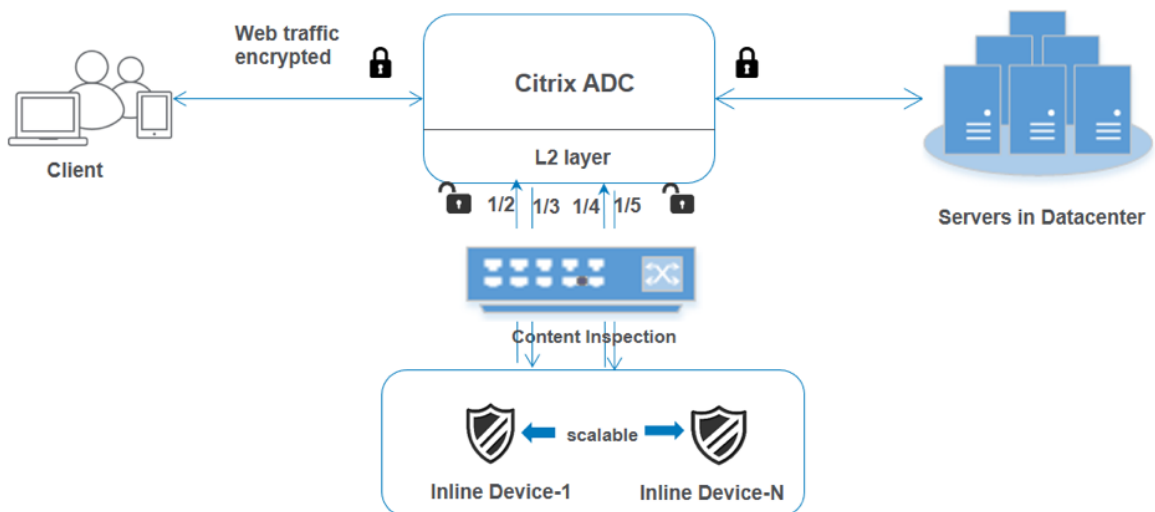 Web traffic
encrypted
Citrix ADC
L2 layer
Client
1/2 1/3 1/4 1/5
Servers in Datacenter
Content Inspection
scalable
Inline Device-1
Inline Device-N